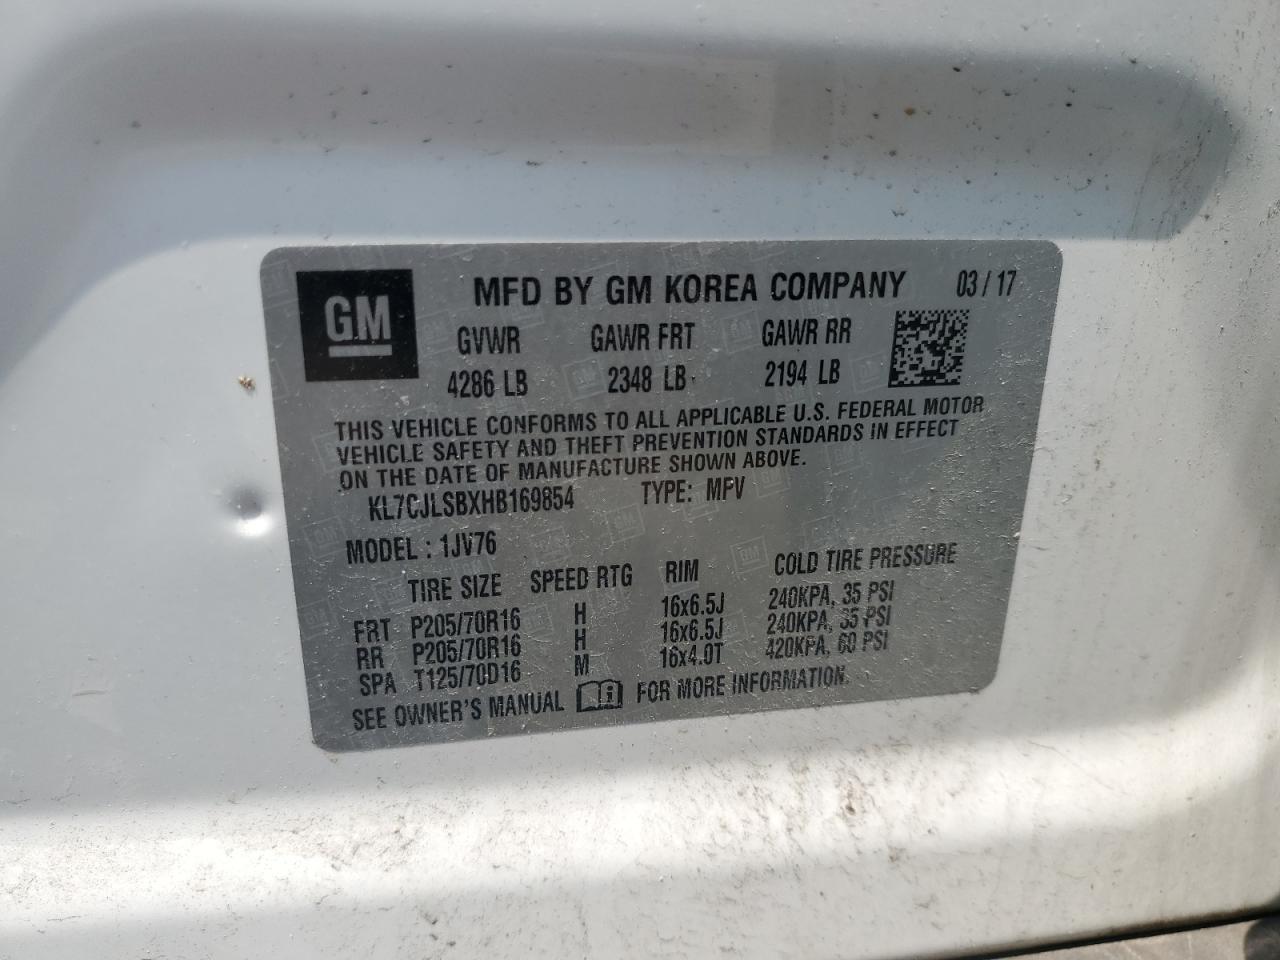 GM
MFD BY GM KOREA COMPANY 03/17
GVWR GAWR FRT GAWR RR
4286 LB 2348 LB 2194 LB
THIS VEHICLE CONFORMS TO ALL APPLICABLE U.S. FEDERAL MOTOR
VEHICLE SAFETY AND THEFT PREVENTION STANDARDS IN EFFECT
ON THE DATE OF MANUFACTURE SHOWN ABOVE.
KL7CJLSBXHB169854 TYPE: MPV
MODEL : 1JV76
TIRE SIZE SPEED RTG RIM COLD TIRE PRESSURE
FRT P205/70R16 H 16x6.5J 240KPA, 35 PSI
RR P205/70R16 H 16x6.5J 240KPA, 35 PSI
SPA T125/70D16 M 16x4.0T 420KPA, 60 PSI
SEE OWNER'S MANUAL FOR MORE INFORMATION.